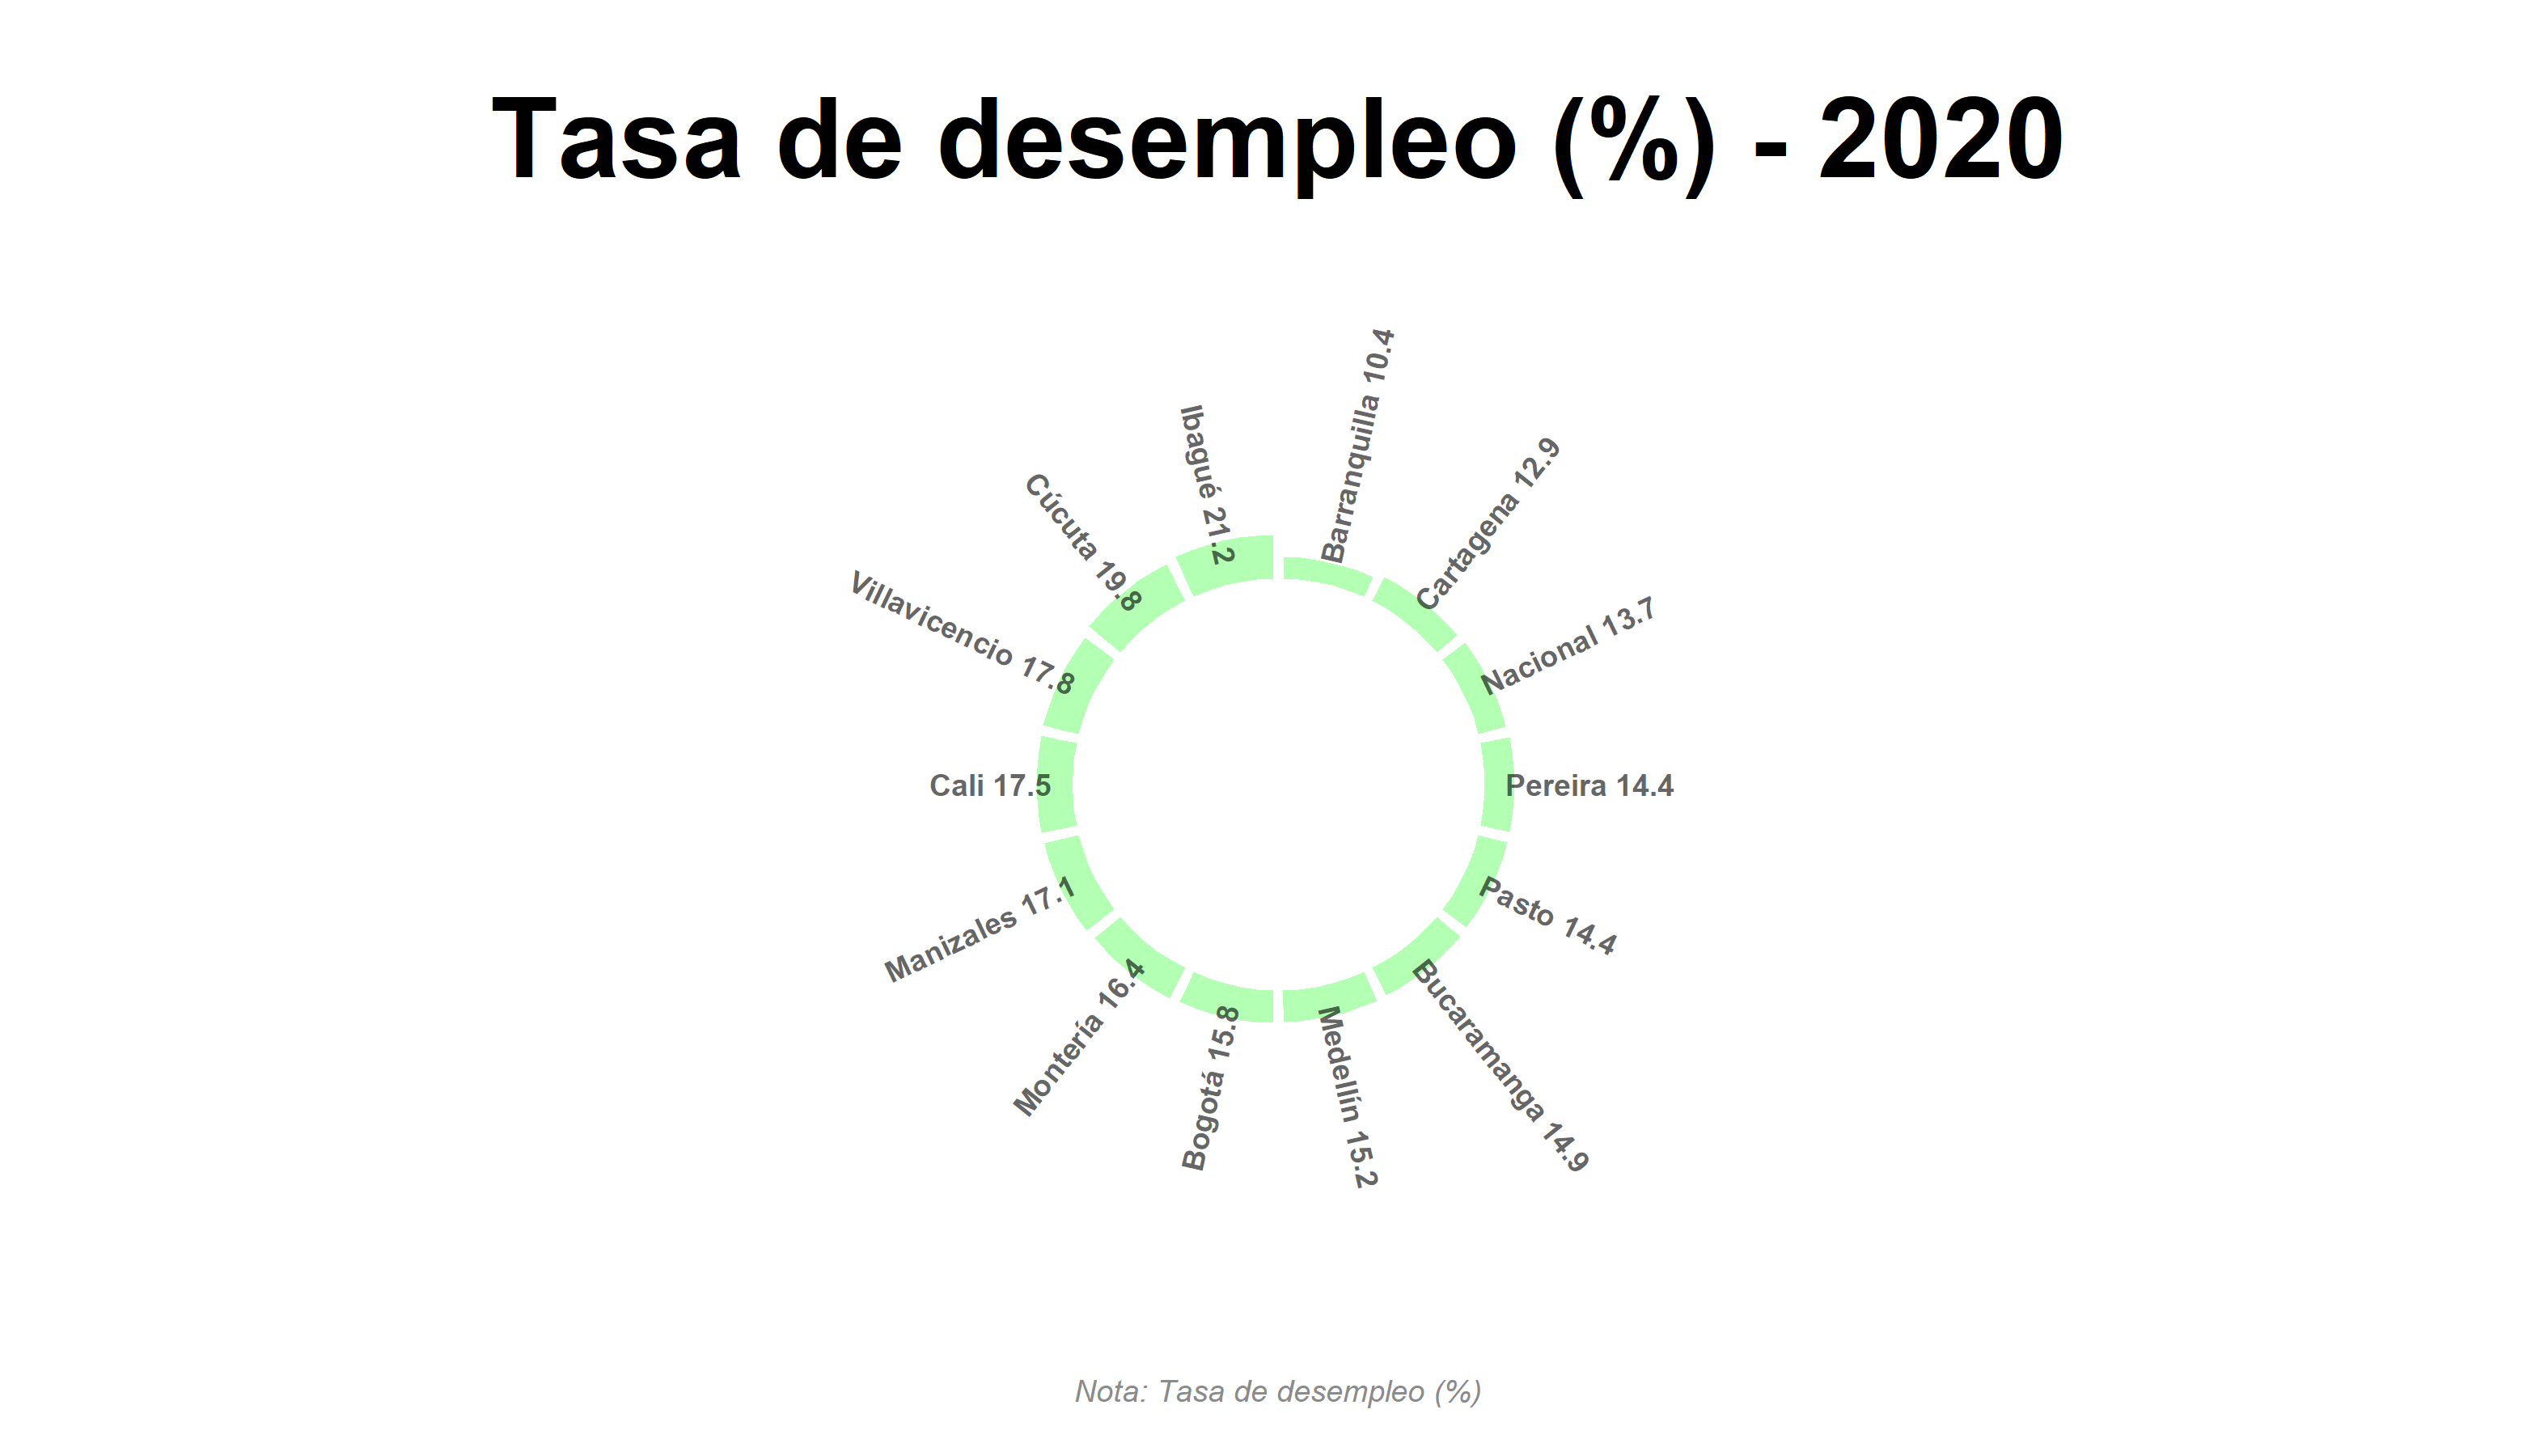 Tasa de desempleo (%) - 2020
Barranquilla 10.4
Cartagena 12.9
Nacional 13.7
Pereira 14.4
Pasto 14.4
Bucaramanga 14.9
Medellín 15.2
Bogotá 15.8
Montería 16.4
Manizales 17.1
Cali 17.5
Villavicencio 17.8
Cúcuta 19.8
Ibagué 21.2
Nota: Tasa de desempleo (%)